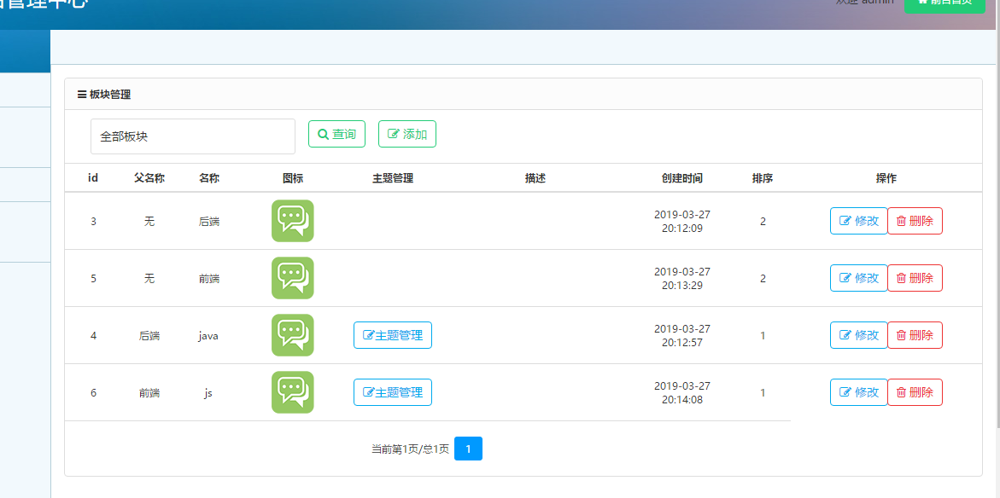 管理中心
欢迎 admin
前台首页
板块管理
全部板块
查询
添加
id 父名称 名称 图标 主题管理 描述 创建时间 排序 操作
3 无 后端 2019-03-27 20:12:09 2 修改 删除
5 无 前端 2019-03-27 20:13:29 2 修改 删除
4 后端 java 主题管理 2019-03-27 20:12:57 1 修改 删除
6 前端 js 主题管理 2019-03-27 20:14:08 1 修改 删除
当前第1页/总1页 1